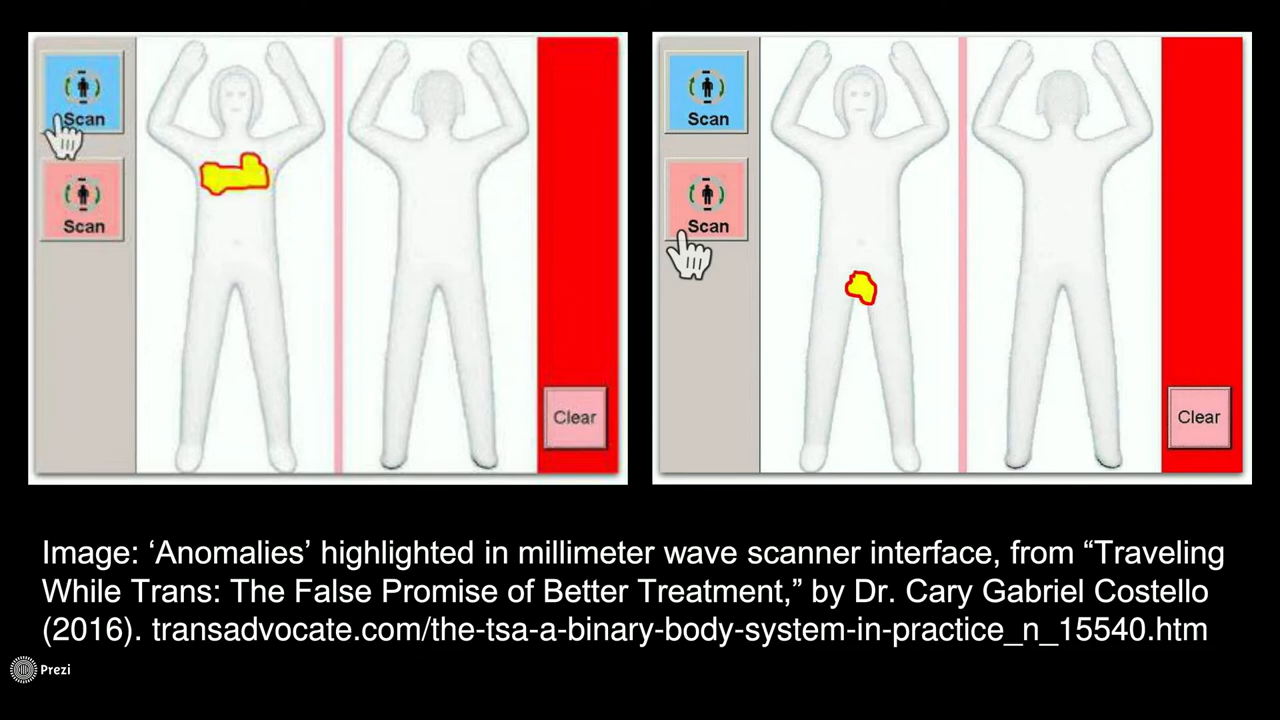 Scan
Scan
Clear
Scan
Scan
Clear
Image: ‘Anomalies’ highlighted in millimeter wave scanner interface, from “Traveling
While Trans: The False Promise of Better Treatment,” by Dr. Cary Gabriel Costello
(2016). transadvocate.com/the-tsa-a-binary-body-system-in-practice_n_15540.htm
Prezi